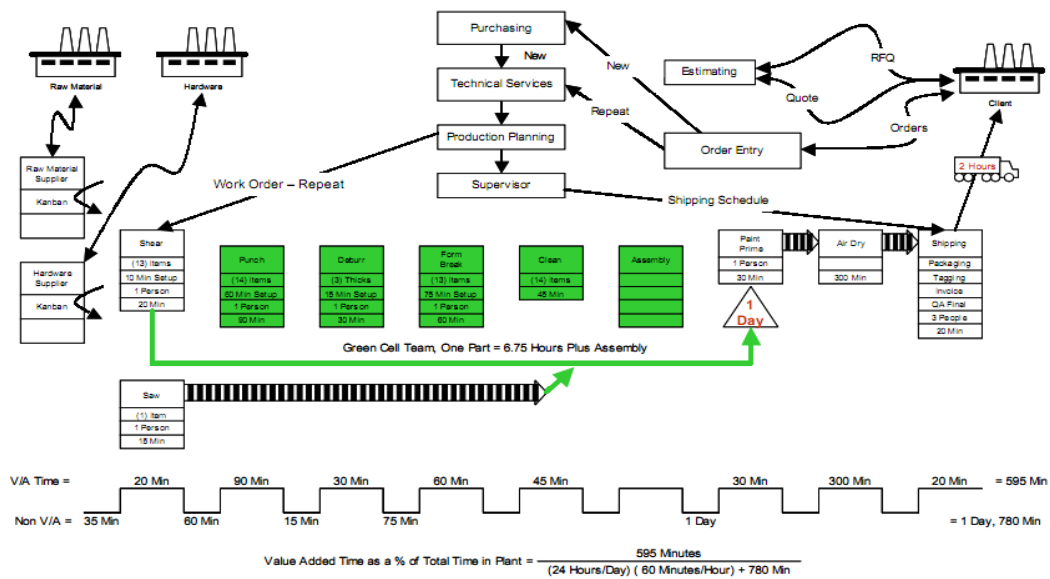 Purchasing
New
Technical Services
Production Planning
Supervisor
New
Repeat
Estimating
RFQ
Quote
Orders
Order Entry
Client
2 Hours
Raw Material
Hardware
Raw Material
Supplier
Kanban
Hardware
Supplier
Kanban
Work Order – Repeat
Shipping Schedule
Shear
(13) Items
10 Min Setup
1 Person
20 Min
Punch
(14) Items
60 Min Setup
1 Person
90 Min
Deburr
(3) Thicks
15 Min Setup
1 Person
30 Min
Form
Break
(13) Items
75 Min Setup
1 Person
60 Min
Clean
(14) Items
45 Min
Assembly
Paint
Prime
1 Person
30 Min
Air Dry
300 Min
Shipping
Packaging
Tagging
Invoice
QA Final
3 People
20 Min
1
Day
Green Cell Team, One Part = 6.75 Hours Plus Assembly
Saw
(1) Item
1 Person
15 Min
V/A Time = 20 Min 90 Min 30 Min 60 Min 45 Min 30 Min 300 Min 20 Min = 595 Min
Non V/A = 35 Min 60 Min 15 Min 75 Min 1 Day = 1 Day, 780 Min
Value Added Time as a % of Total Time in Plant =
595 Minutes
(24 Hours/Day) ( 60 Minutes/Hour) + 780 Min